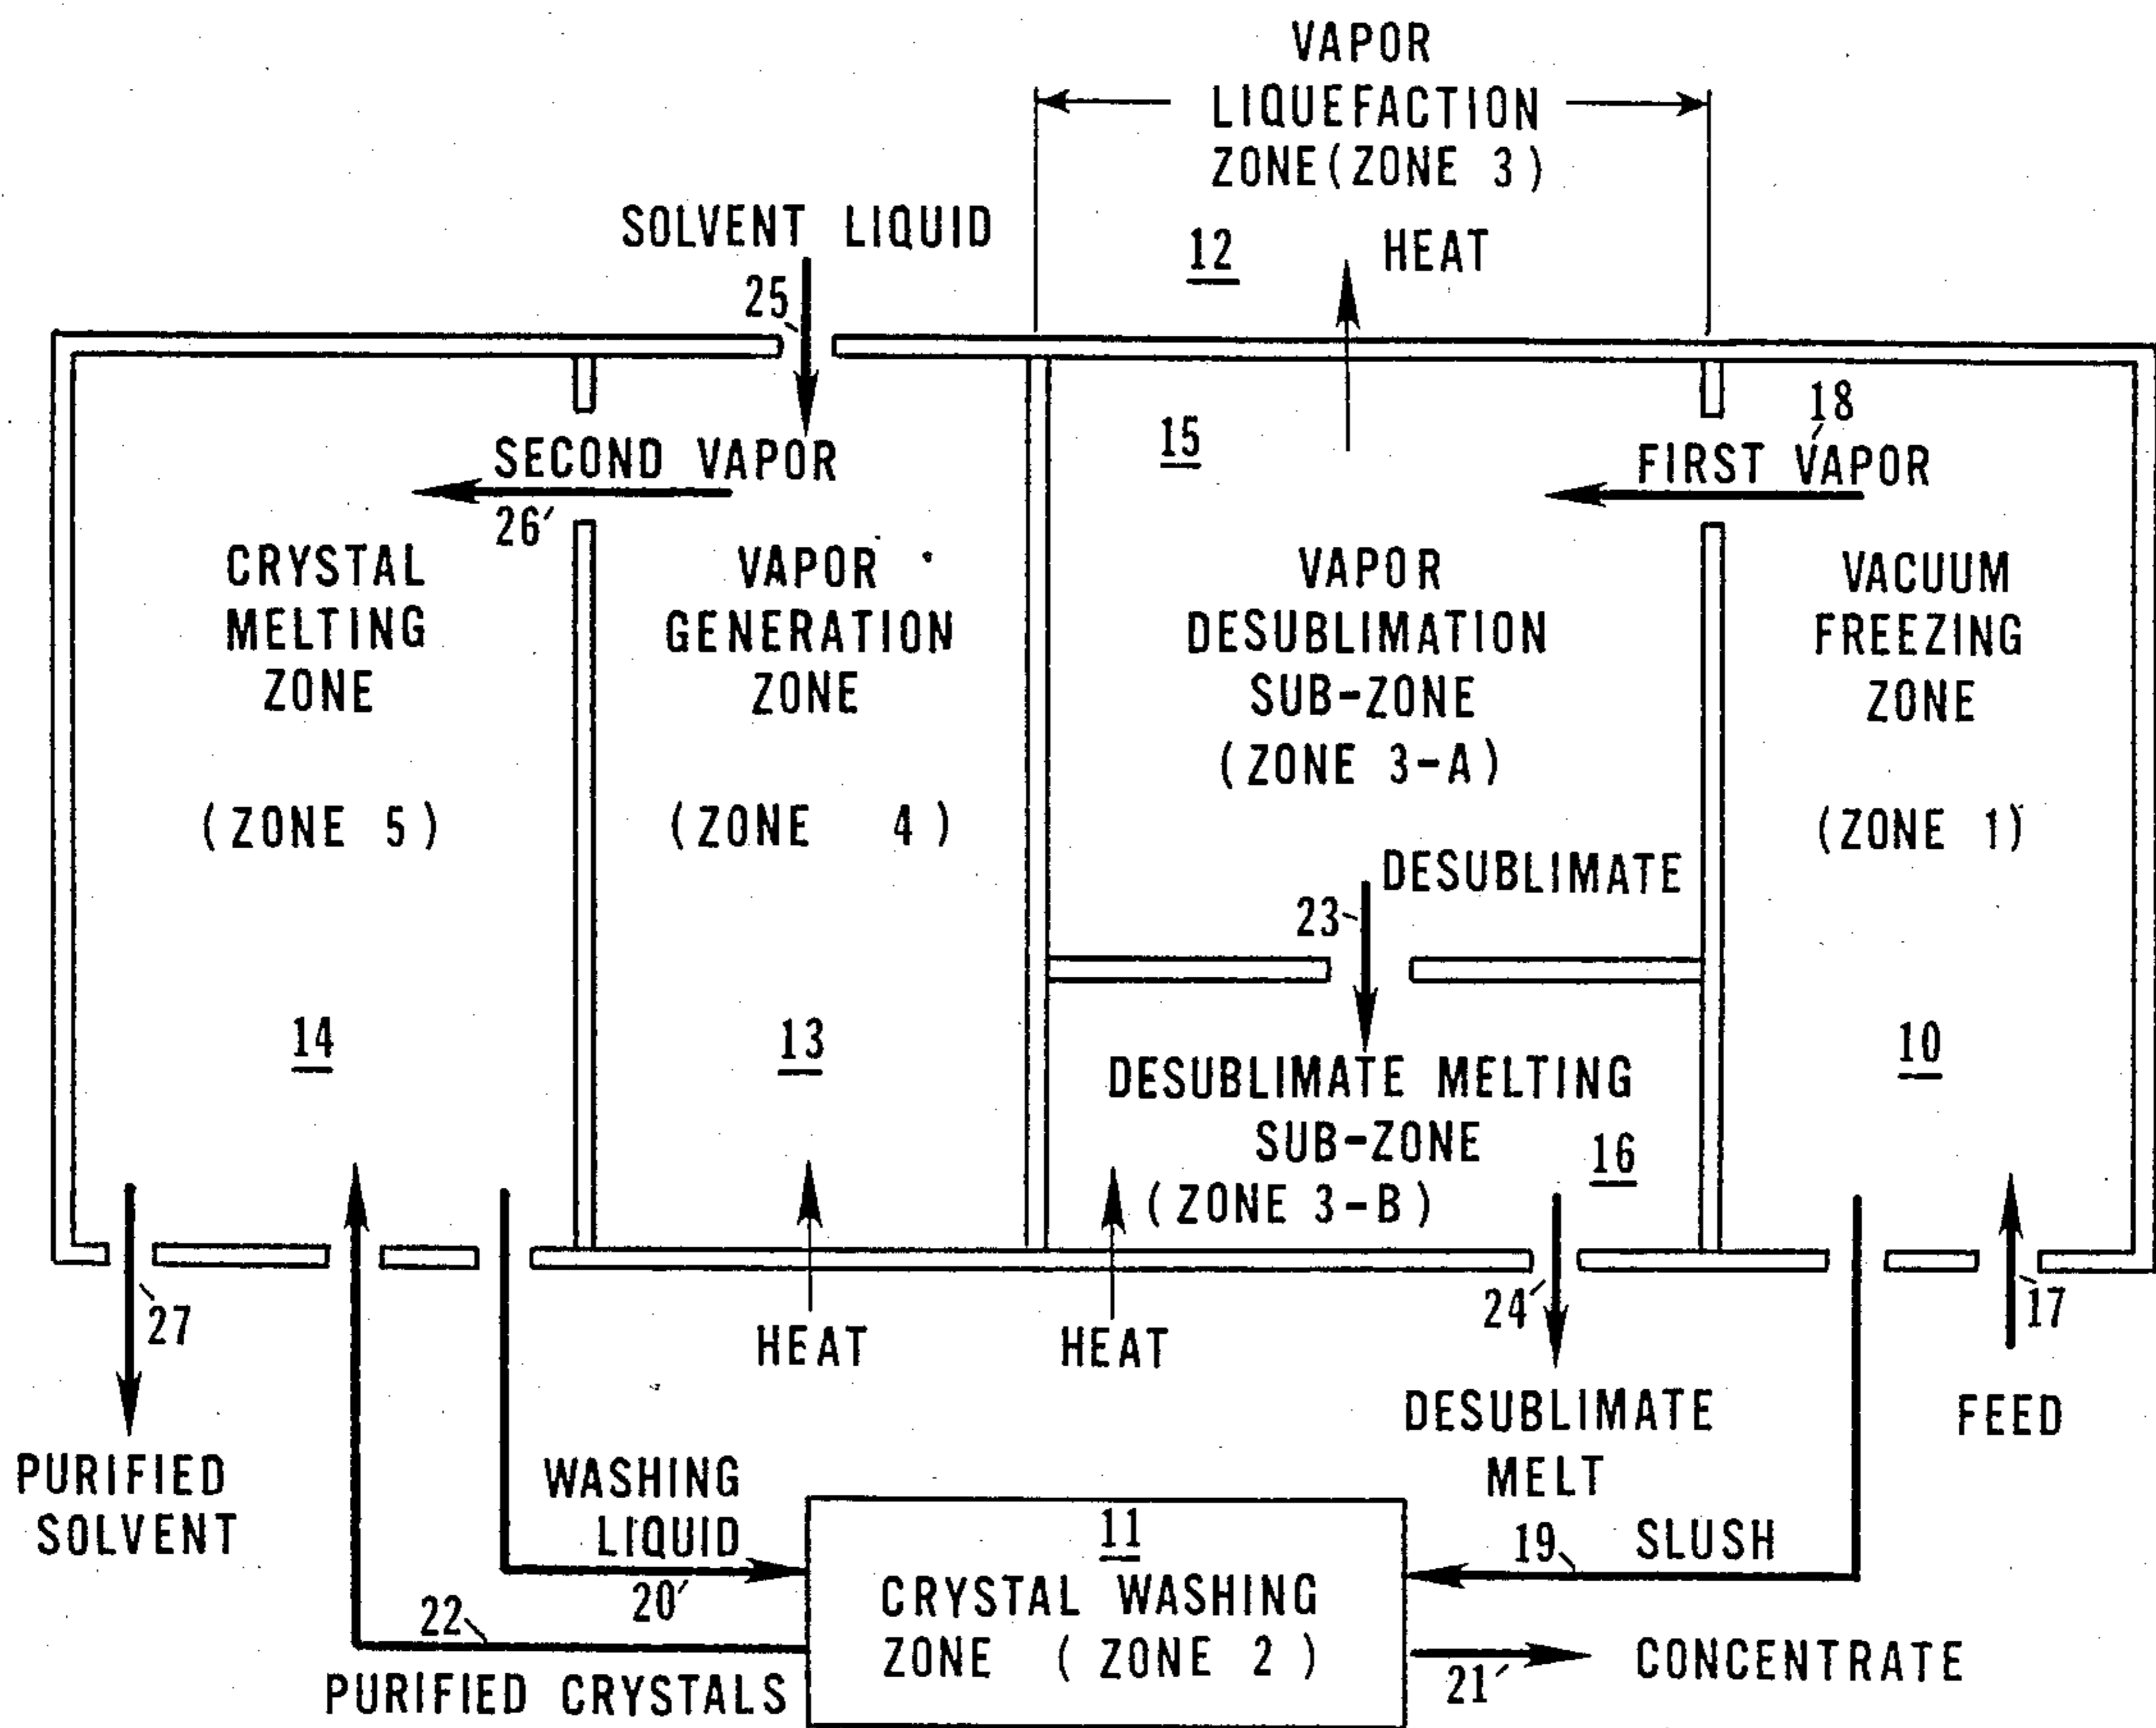 VAPOR
LIQUEFACTION
ZONE (ZONE 3)
SOLVENT LIQUID
25
12
HEAT
15
18
SECOND VAPOR
26
FIRST VAPOR
CRYSTAL
MELTING
ZONE
(ZONE 5)
14
VAPOR
GENERATION
ZONE
(ZONE 4)
13
VAPOR
DESUBLIMATION
SUB-ZONE
(ZONE 3-A)
DESUBLIMATE
23
VACUUM
FREEZING
ZONE
(ZONE 1)
10
DESUBLIMATE MELTING
SUB-ZONE
16
(ZONE 3-B)
27
HEAT
HEAT
24
17
DESUBLIMATE
MELT
FEED
PURIFIED
SOLVENT
WASHING
LIQUID
20
11
CRYSTAL WASHING
ZONE (ZONE 2)
19
SLUSH
22
PURIFIED CRYSTALS
21
CONCENTRATE